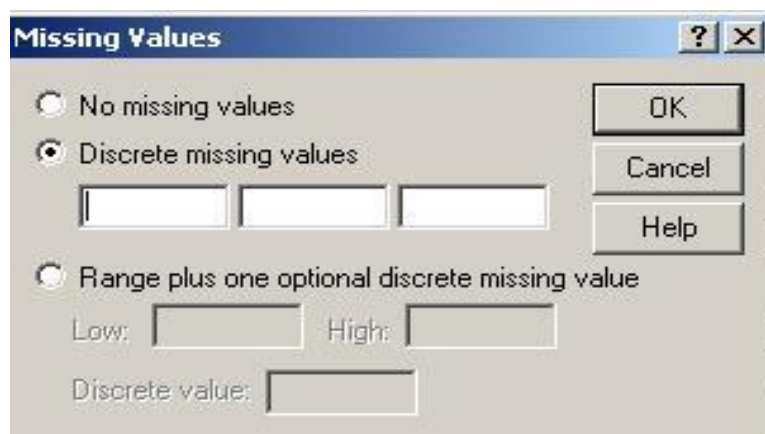 Missing Values
No missing values
OK
Discrete missing values
Cancel
Help
Range plus one optional discrete missing value
Low: High:
Discrete value: